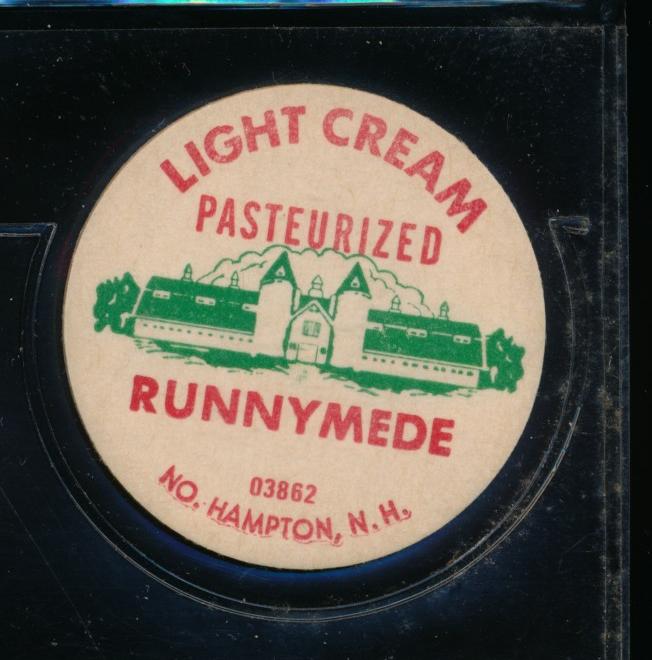 LIGHT CREAM
PASTEURIZED
RUNNYMEDE
03862
NO. HAMPTON, N. H.